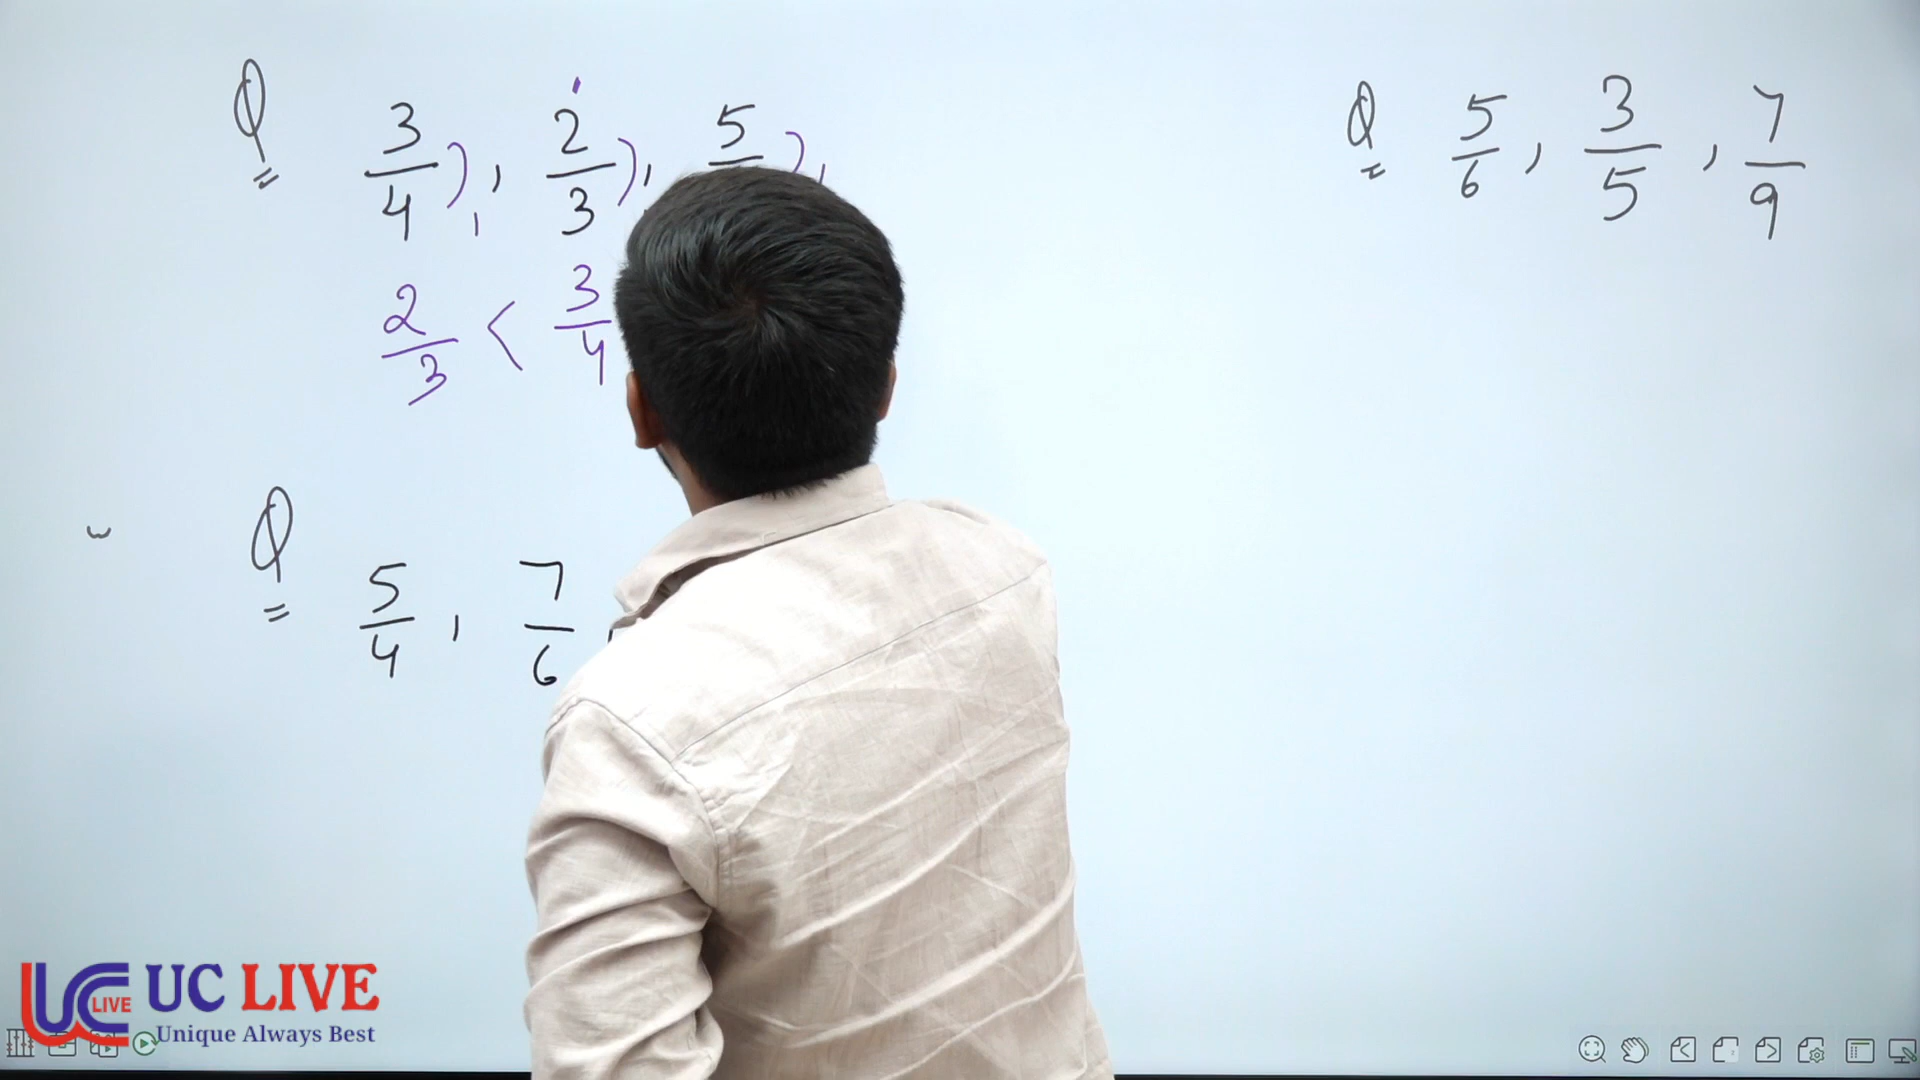 Q 3/4 , 2/3 , 5
2/3 < 3/4
Q 5/4 , 7/6
Q 5/6 , 3/5 , 7/9
LIVE UC LIVE
Unique Always Best